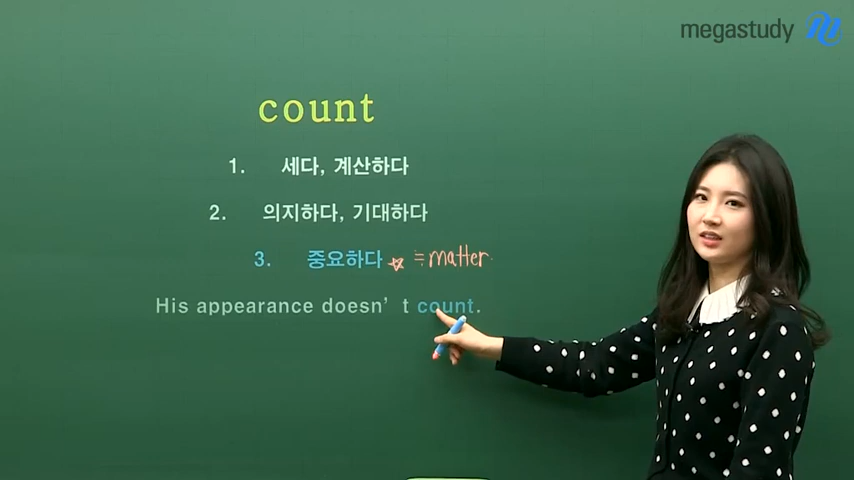 megastudy
count
1. 세다, 계산하다
2. 의지하다, 기대하다
3. 중요하다 ☆ ≒ matter
His appearance doesn't count.